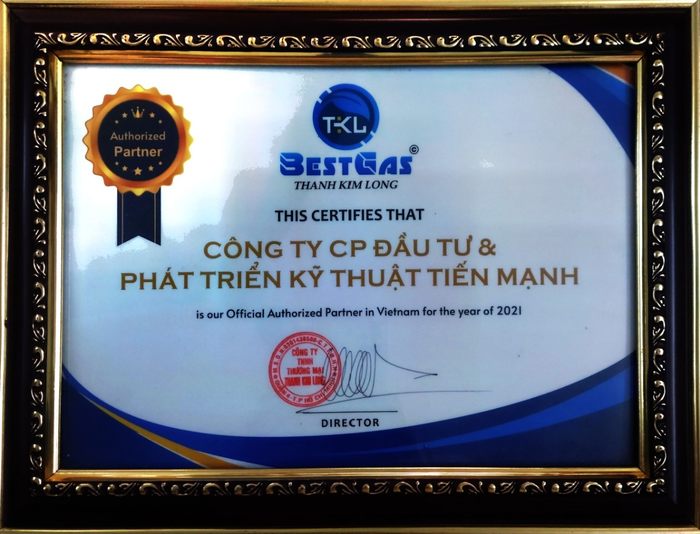 Authorized
Partner
TKL
BESTGAS ©
THANH KIM LONG
THIS CERTIFIES THAT
CÔNG TY CP ĐẦU TƯ &
PHÁT TRIỂN KỸ THUẬT TIẾN MẠNH
is our Official Authorized Partner in Vietnam for the year of 2021
CÔNG TY
TNHH
THƯƠNG MẠI
THANH KIM LONG
DIRECTOR